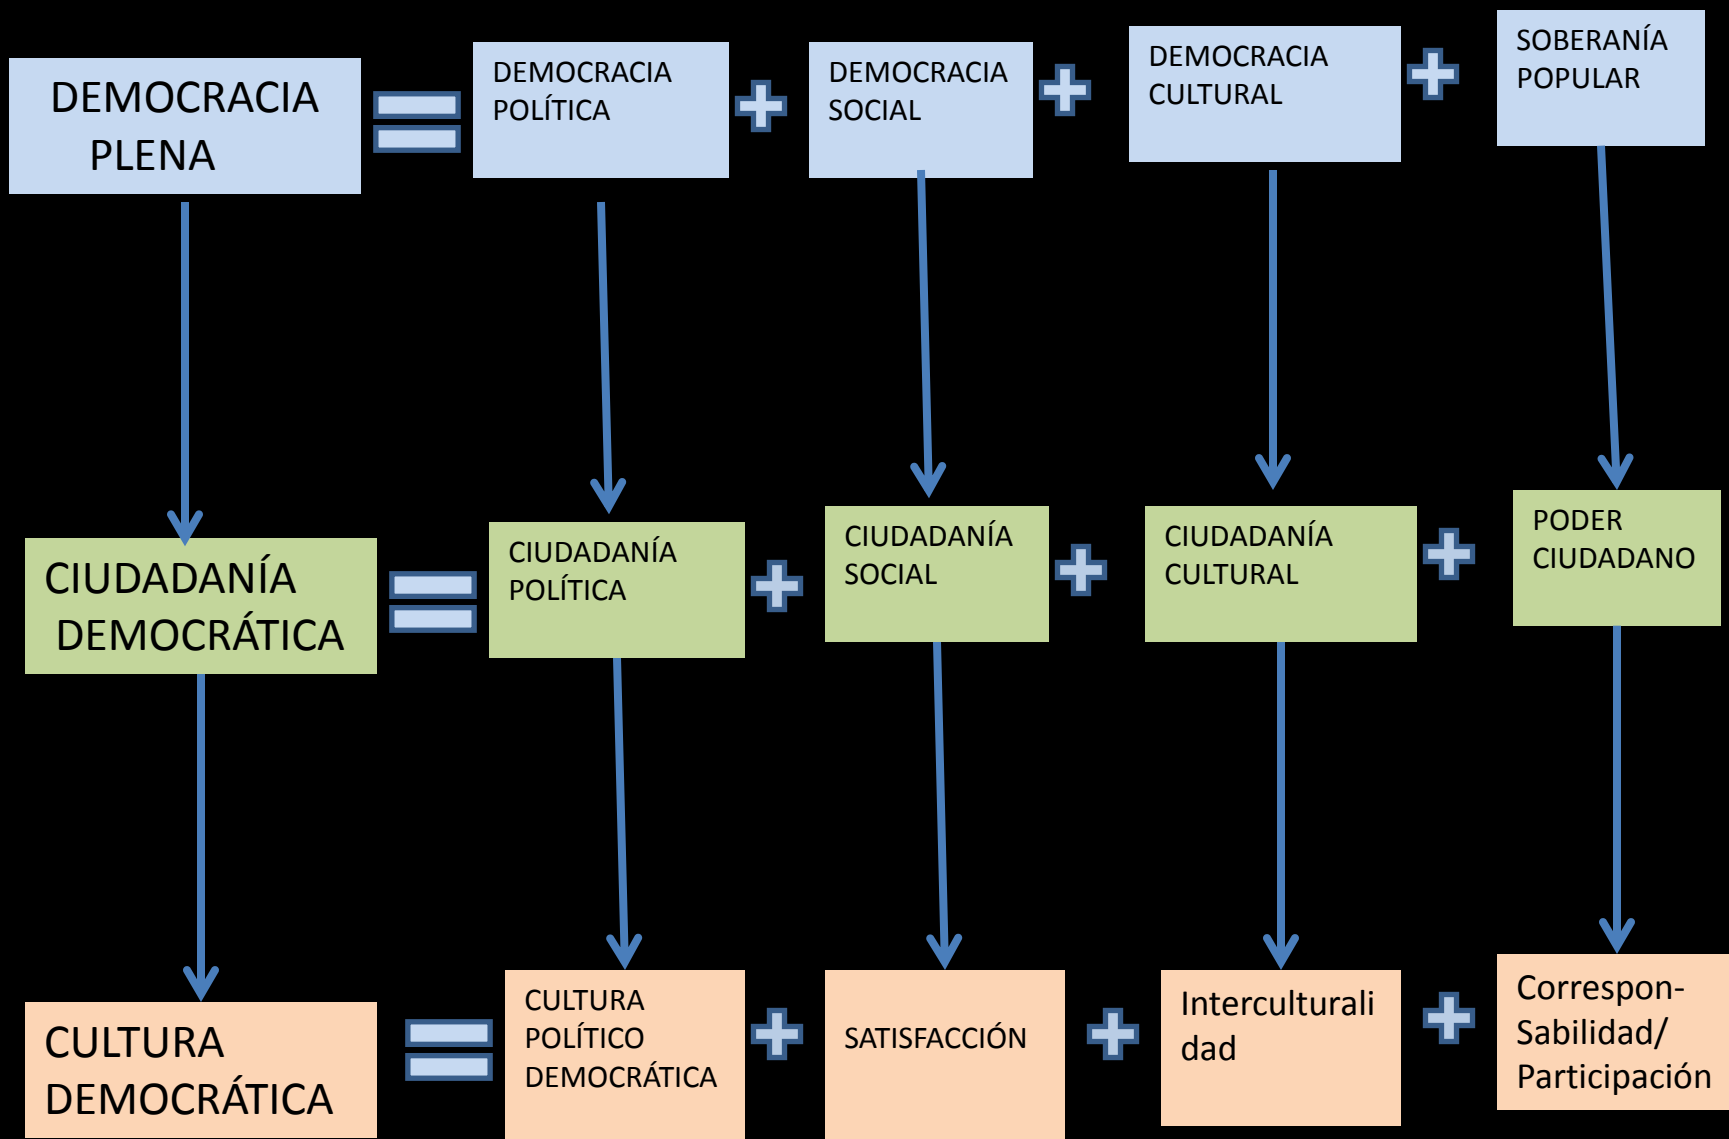 DEMOCRACIA
PLENA
DEMOCRACIA
POLÍTICA
DEMOCRACIA
SOCIAL
DEMOCRACIA
CULTURAL
SOBERANÍA
POPULAR
CIUDADANÍA
DEMOCRÁTICA
CIUDADANÍA
POLÍTICA
CIUDADANÍA
SOCIAL
CIUDADANÍA
CULTURAL
PODER
CIUDADANO
CULTURA
DEMOCRÁTICA
CULTURA
POLÍTICO
DEMOCRÁTICA
SATISFACCIÓN
Interculturali
dad
Correspon-
Sabilidad/
Participación